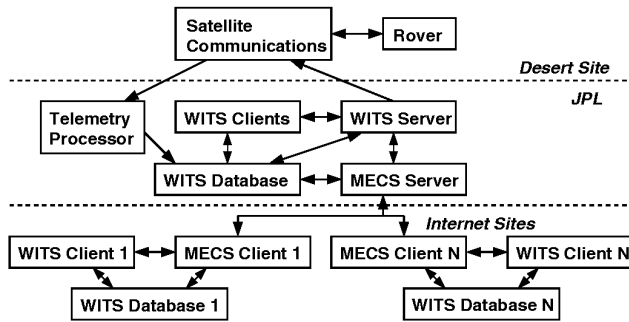 Satellite
Communications
Rover
Desert Site
JPL
Telemetry
Processor
WITS Clients
WITS Server
WITS Database
MECS Server
Internet Sites
WITS Client 1
MECS Client 1
MECS Client N
WITS Client N
WITS Database 1
WITS Database N